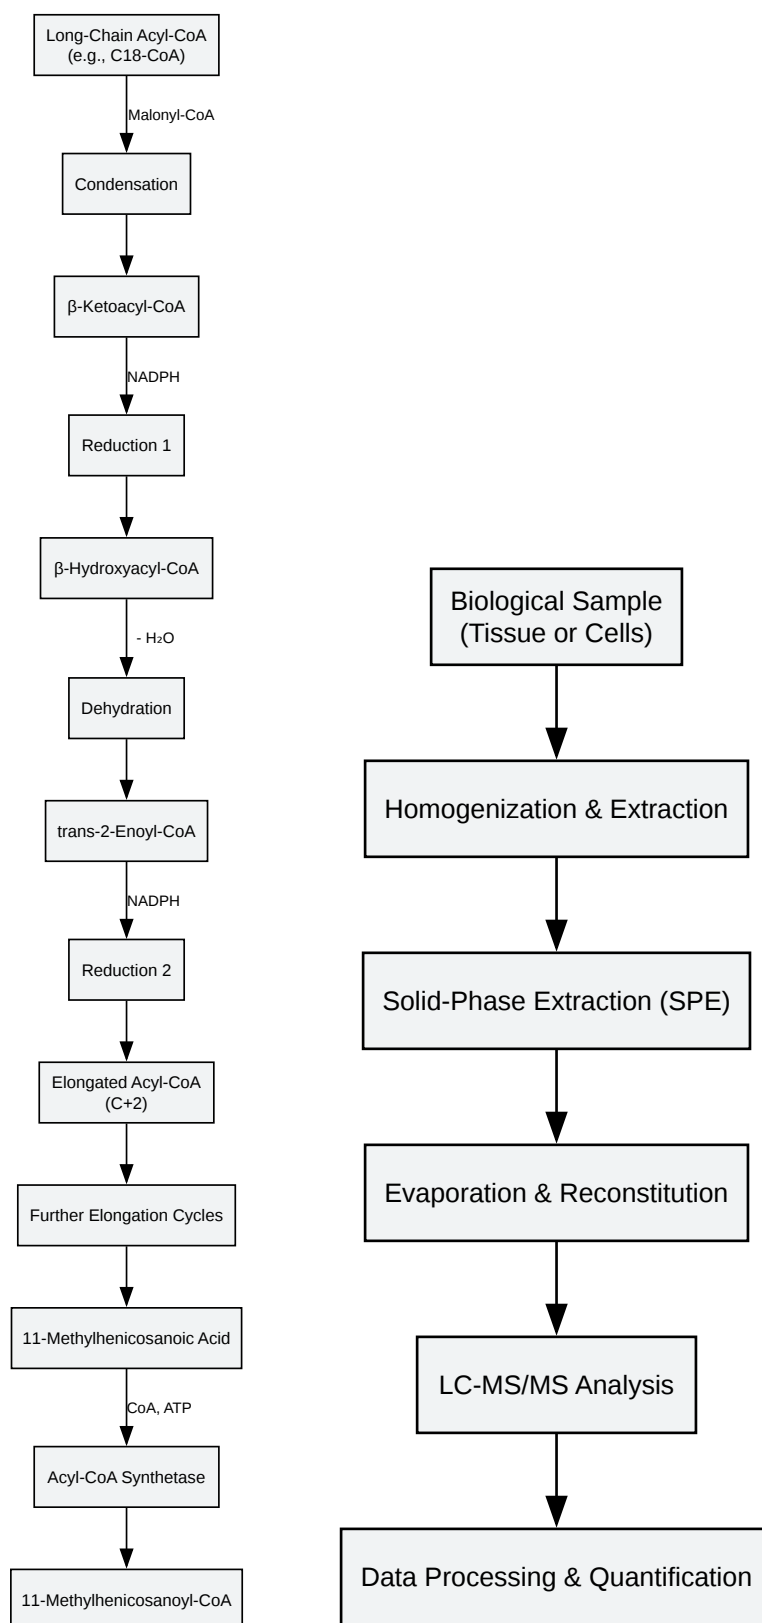 Long-Chain Acyl-CoA
(e.g., C18-CoA)
Malonyl-CoA
Condensation
β-Ketoacyl-CoA
NADPH
Reduction 1
β-Hydroxyacyl-CoA
- H₂O
Dehydration
trans-2-Enoyl-CoA
NADPH
Reduction 2
Elongated Acyl-CoA
(C+2)
Further Elongation Cycles
11-Methylhenicosanoic Acid
CoA, ATP
Acyl-CoA Synthetase
11-Methylhenicosanoyl-CoA
Biological Sample
(Tissue or Cells)
Homogenization & Extraction
Solid-Phase Extraction (SPE)
Evaporation & Reconstitution
LC-MS/MS Analysis
Data Processing & Quantification